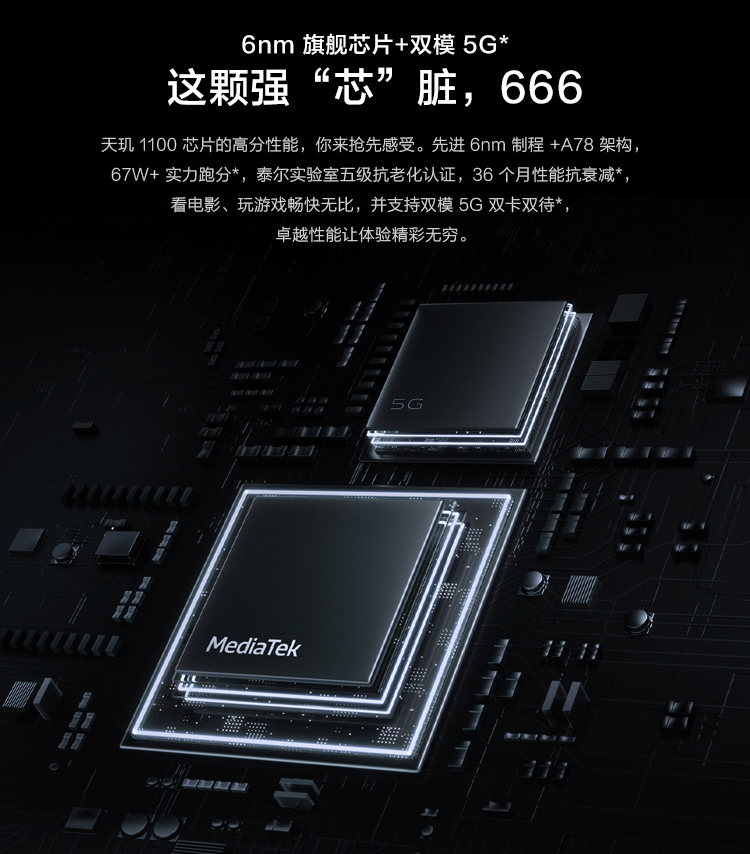 6nm 旗舰芯片+双模 5G*
这颗强“芯”脏，666
天玑 1100 芯片的高分性能，你来抢先感受。先进 6nm 制程 +A78 架构，
67W+ 实力跑分*，泰尔实验室五级抗老化认证，36 个月性能抗衰减*，
看电影、玩游戏畅快无比，并支持双模 5G 双卡双待*，
卓越性能让体验精彩无穷。
5G
MediaTek